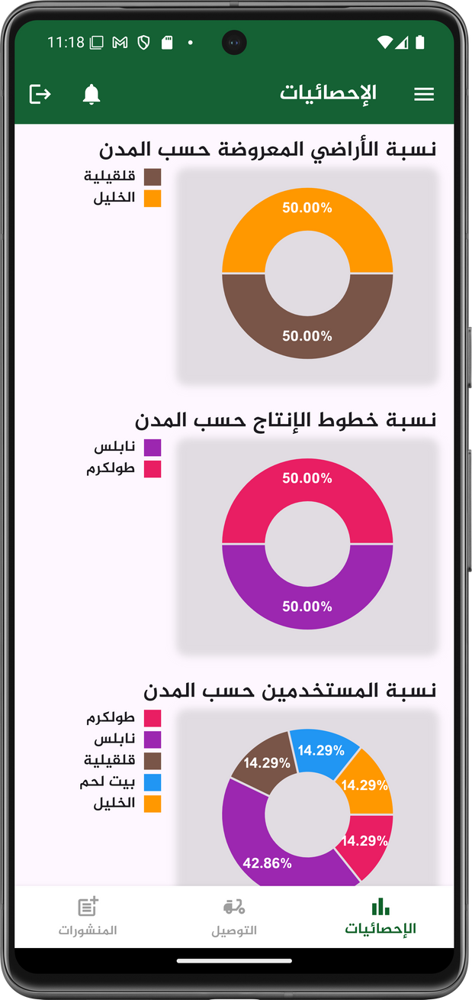 11:18
الإحصائيات
نسبة الأراضي المعروضة حسب المدن
قلقيلية
الخليل
50.00%
50.00%
نسبة خطوط الإنتاج حسب المدن
نابلس
طولكرم
50.00%
50.00%
نسبة المستخدمين حسب المدن
طولكرم
نابلس
قلقيلية
بيت لحم
الخليل
14.29%
14.29%
14.29%
14.29%
42.86%
الإحصائيات
التوصيل
المنشورات